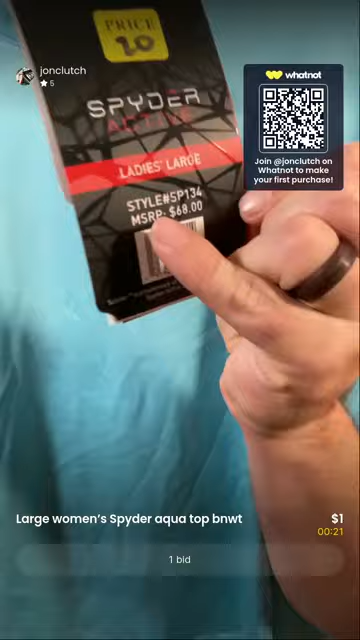 PRICE
20
jonclutch
★ 5
whatnot
Join @jonclutch on
Whatnot to make
your first purchase!
SPYDER
ACTIVE
LADIES' LARGE
STYLE#SP134
MSRP: $68.00
Large women's Spyder aqua top bnwt
$1
00:21
1 bid